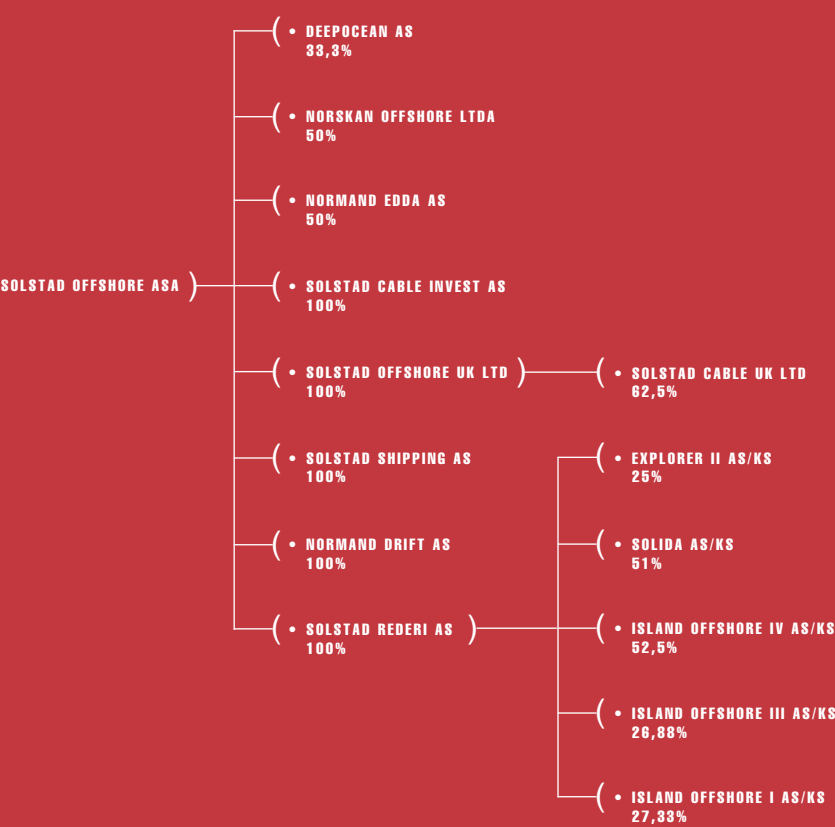 SOLSTAD OFFSHORE ASA
• DEEPOCEAN AS
33,3%
• NORSKAN OFFSHORE LTDA
50%
• NORMAND EDDA AS
50%
• SOLSTAD CABLE INVEST AS
100%
• SOLSTAD OFFSHORE UK LTD
100%
• SOLSTAD CABLE UK LTD
62,5%
• SOLSTAD SHIPPING AS
100%
• NORMAND DRIFT AS
100%
• SOLSTAD REDERI AS
100%
• EXPLORER II AS/KS
25%
• SOLIDA AS/KS
51%
• ISLAND OFFSHORE IV AS/KS
52,5%
• ISLAND OFFSHORE III AS/KS
26,88%
• ISLAND OFFSHORE I AS/KS
27,33%